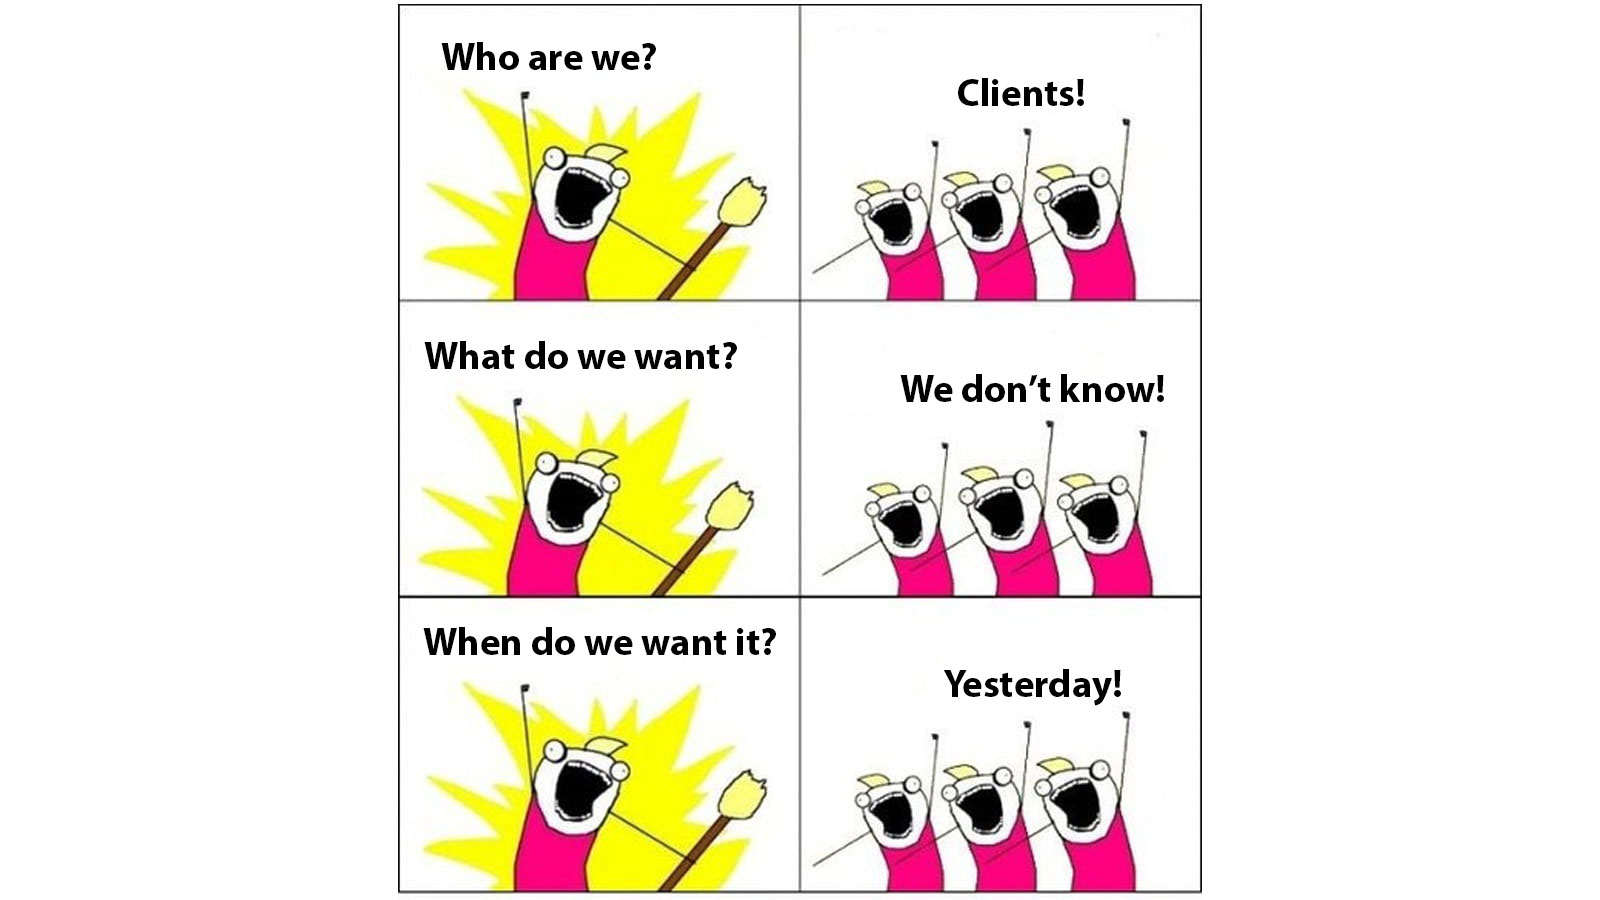 Who are we?
Clients!
What do we want?
We don’t know!
When do we want it?
Yesterday!